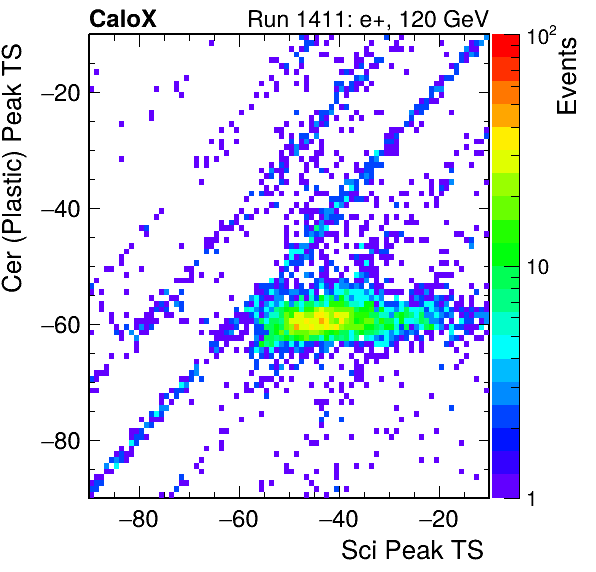 CaloX Run 1411: e+, 120 GeV
Cer (Plastic) Peak TS
−20
−40
−60
−80
−80 −60 −40 −20
Sci Peak TS
10²
10
1
Events